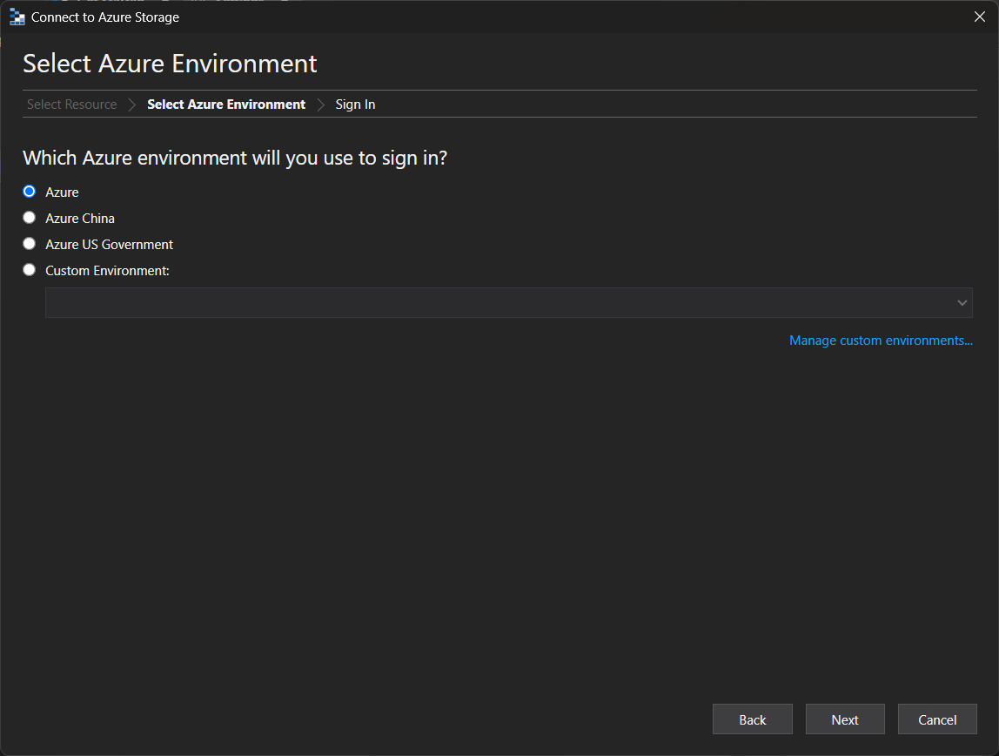 Connect to Azure Storage
Select Azure Environment
Select Resource Select Azure Environment Sign In
Which Azure environment will you use to sign in?
Azure
Azure China
Azure US Government
Custom Environment:
Manage custom environments...
Back Next Cancel